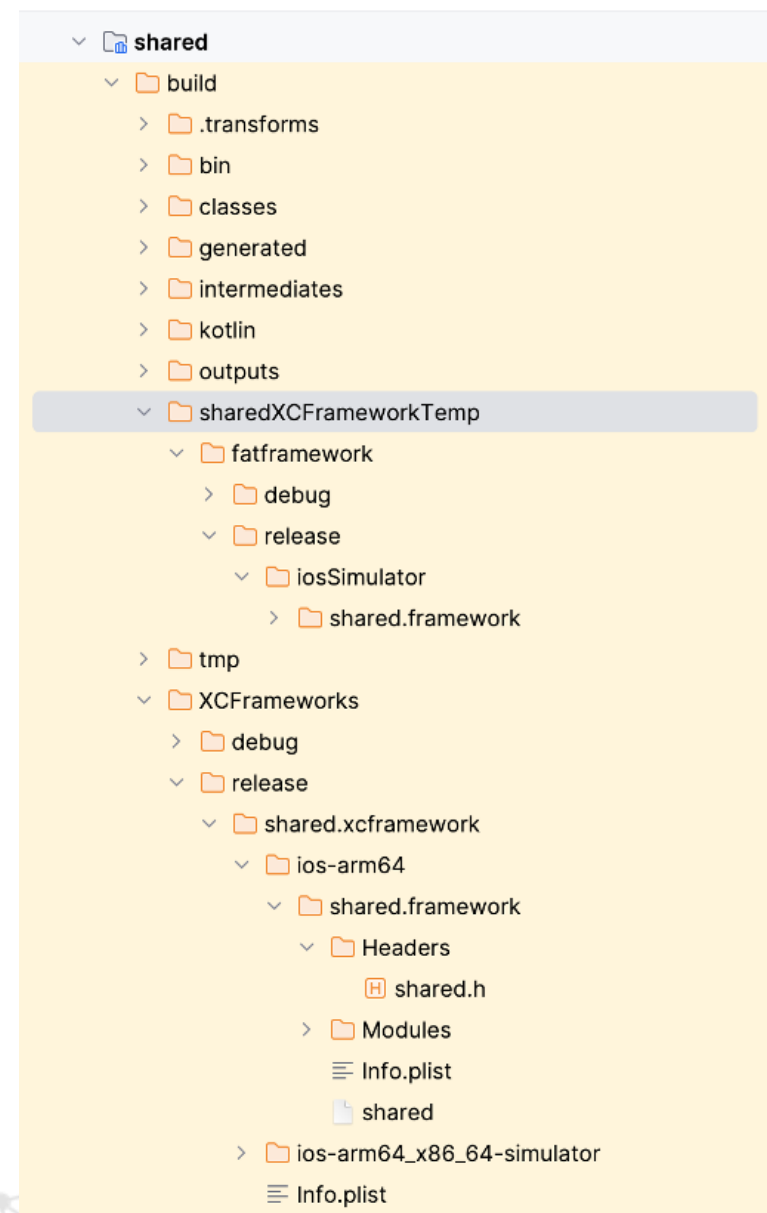 shared
build
.transforms
bin
classes
generated
intermediates
kotlin
outputs
sharedXCFrameworkTemp
fatframework
debug
release
iosSimulator
shared.framework
tmp
XCFrameworks
debug
release
shared.xcframework
ios-arm64
shared.framework
Headers
H shared.h
Modules
Info.plist
shared
ios-arm64_x86_64-simulator
Info.plist